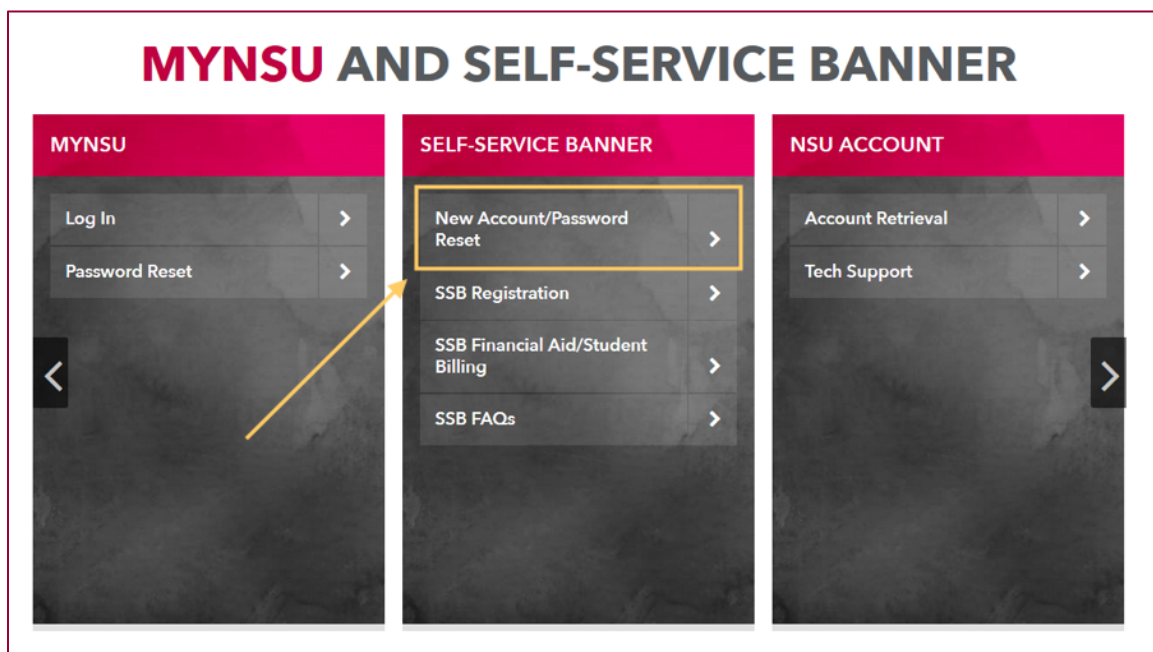 MYNSU AND SELF-SERVICE BANNER
MYNSU
Log In
Password Reset
SELF-SERVICE BANNER
New Account/Password
Reset
SSB Registration
SSB Financial Aid/Student
Billing
SSB FAQs
NSU ACCOUNT
Account Retrieval
Tech Support